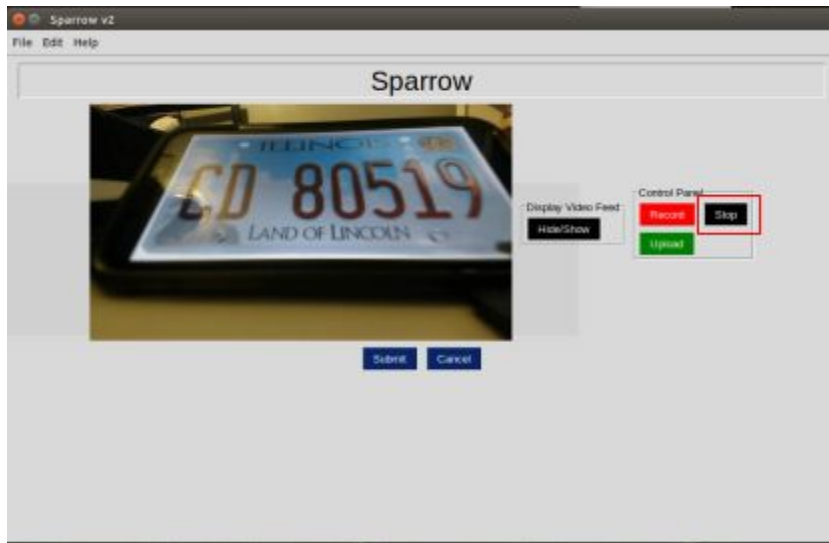 Sparrow v2
File Edit Help
Sparrow
ILLINOIS
CD 80519
LAND OF LINCOLN
Display Video Feed
Hide/Show
Control Panel
Record Stop
Upload
Submit Cancel